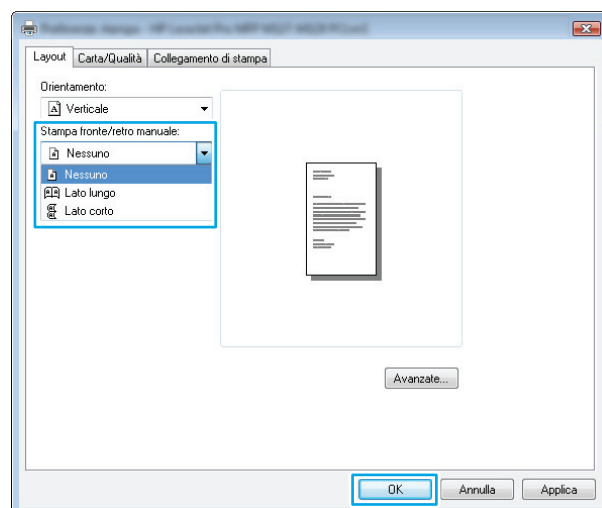 Layout
Carta/Qualità
Collegamento di stampa
Orientamento:
Verticale
Stampa fronte/retro manuale:
Nessuno
Nessuno
Lato lungo
Lato corto
Avanzate...
OK
Annulla
Applica